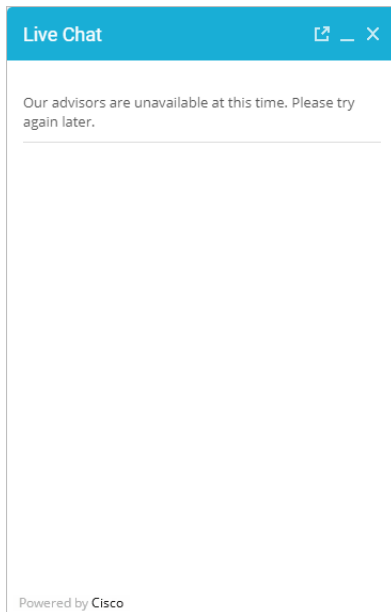 Live Chat
Our advisors are unavailable at this time. Please try
again later.
Powered by Cisco